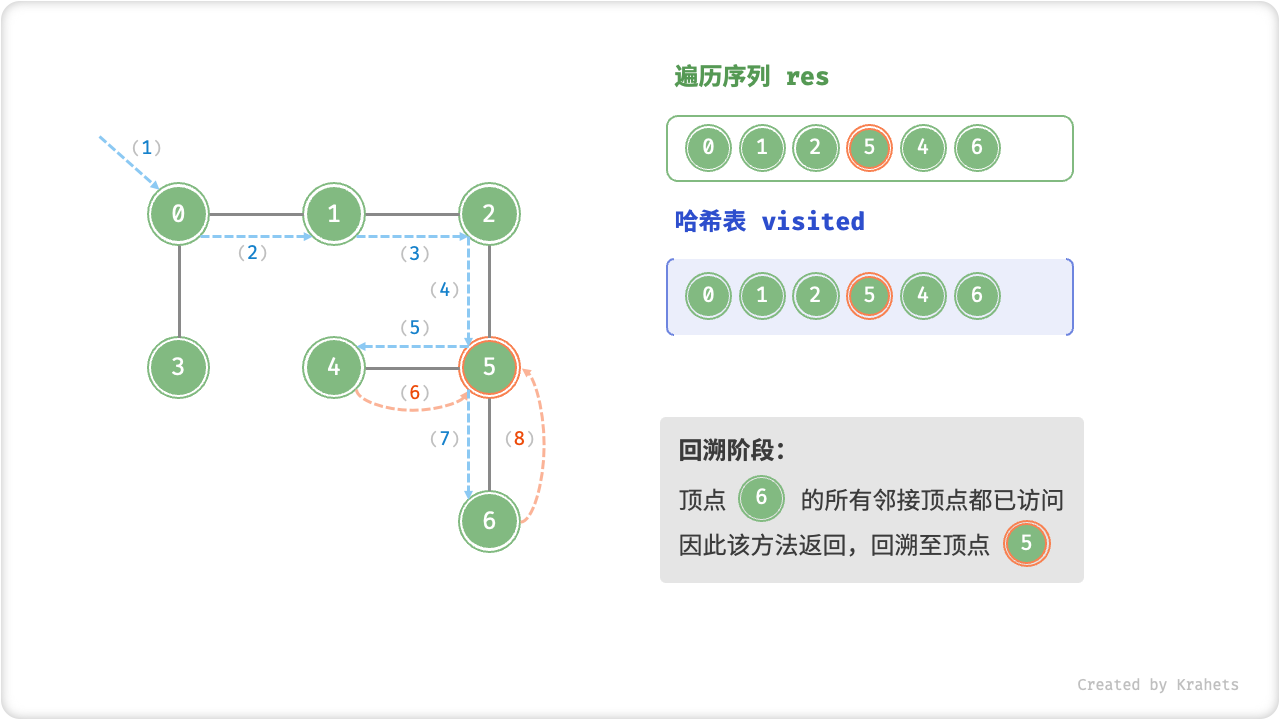 遍历序列 res
0 1 2 5 4 6
哈希表 visited
0 1 2 5 4 6
(1)
0 1 2
(2) (3)
(4)
(5)
3 4 5
(6)
(7) (8)
6
回溯阶段：
顶点 6 的所有邻接顶点都已访问
因此该方法返回，回溯至顶点 5
Created by Krahets